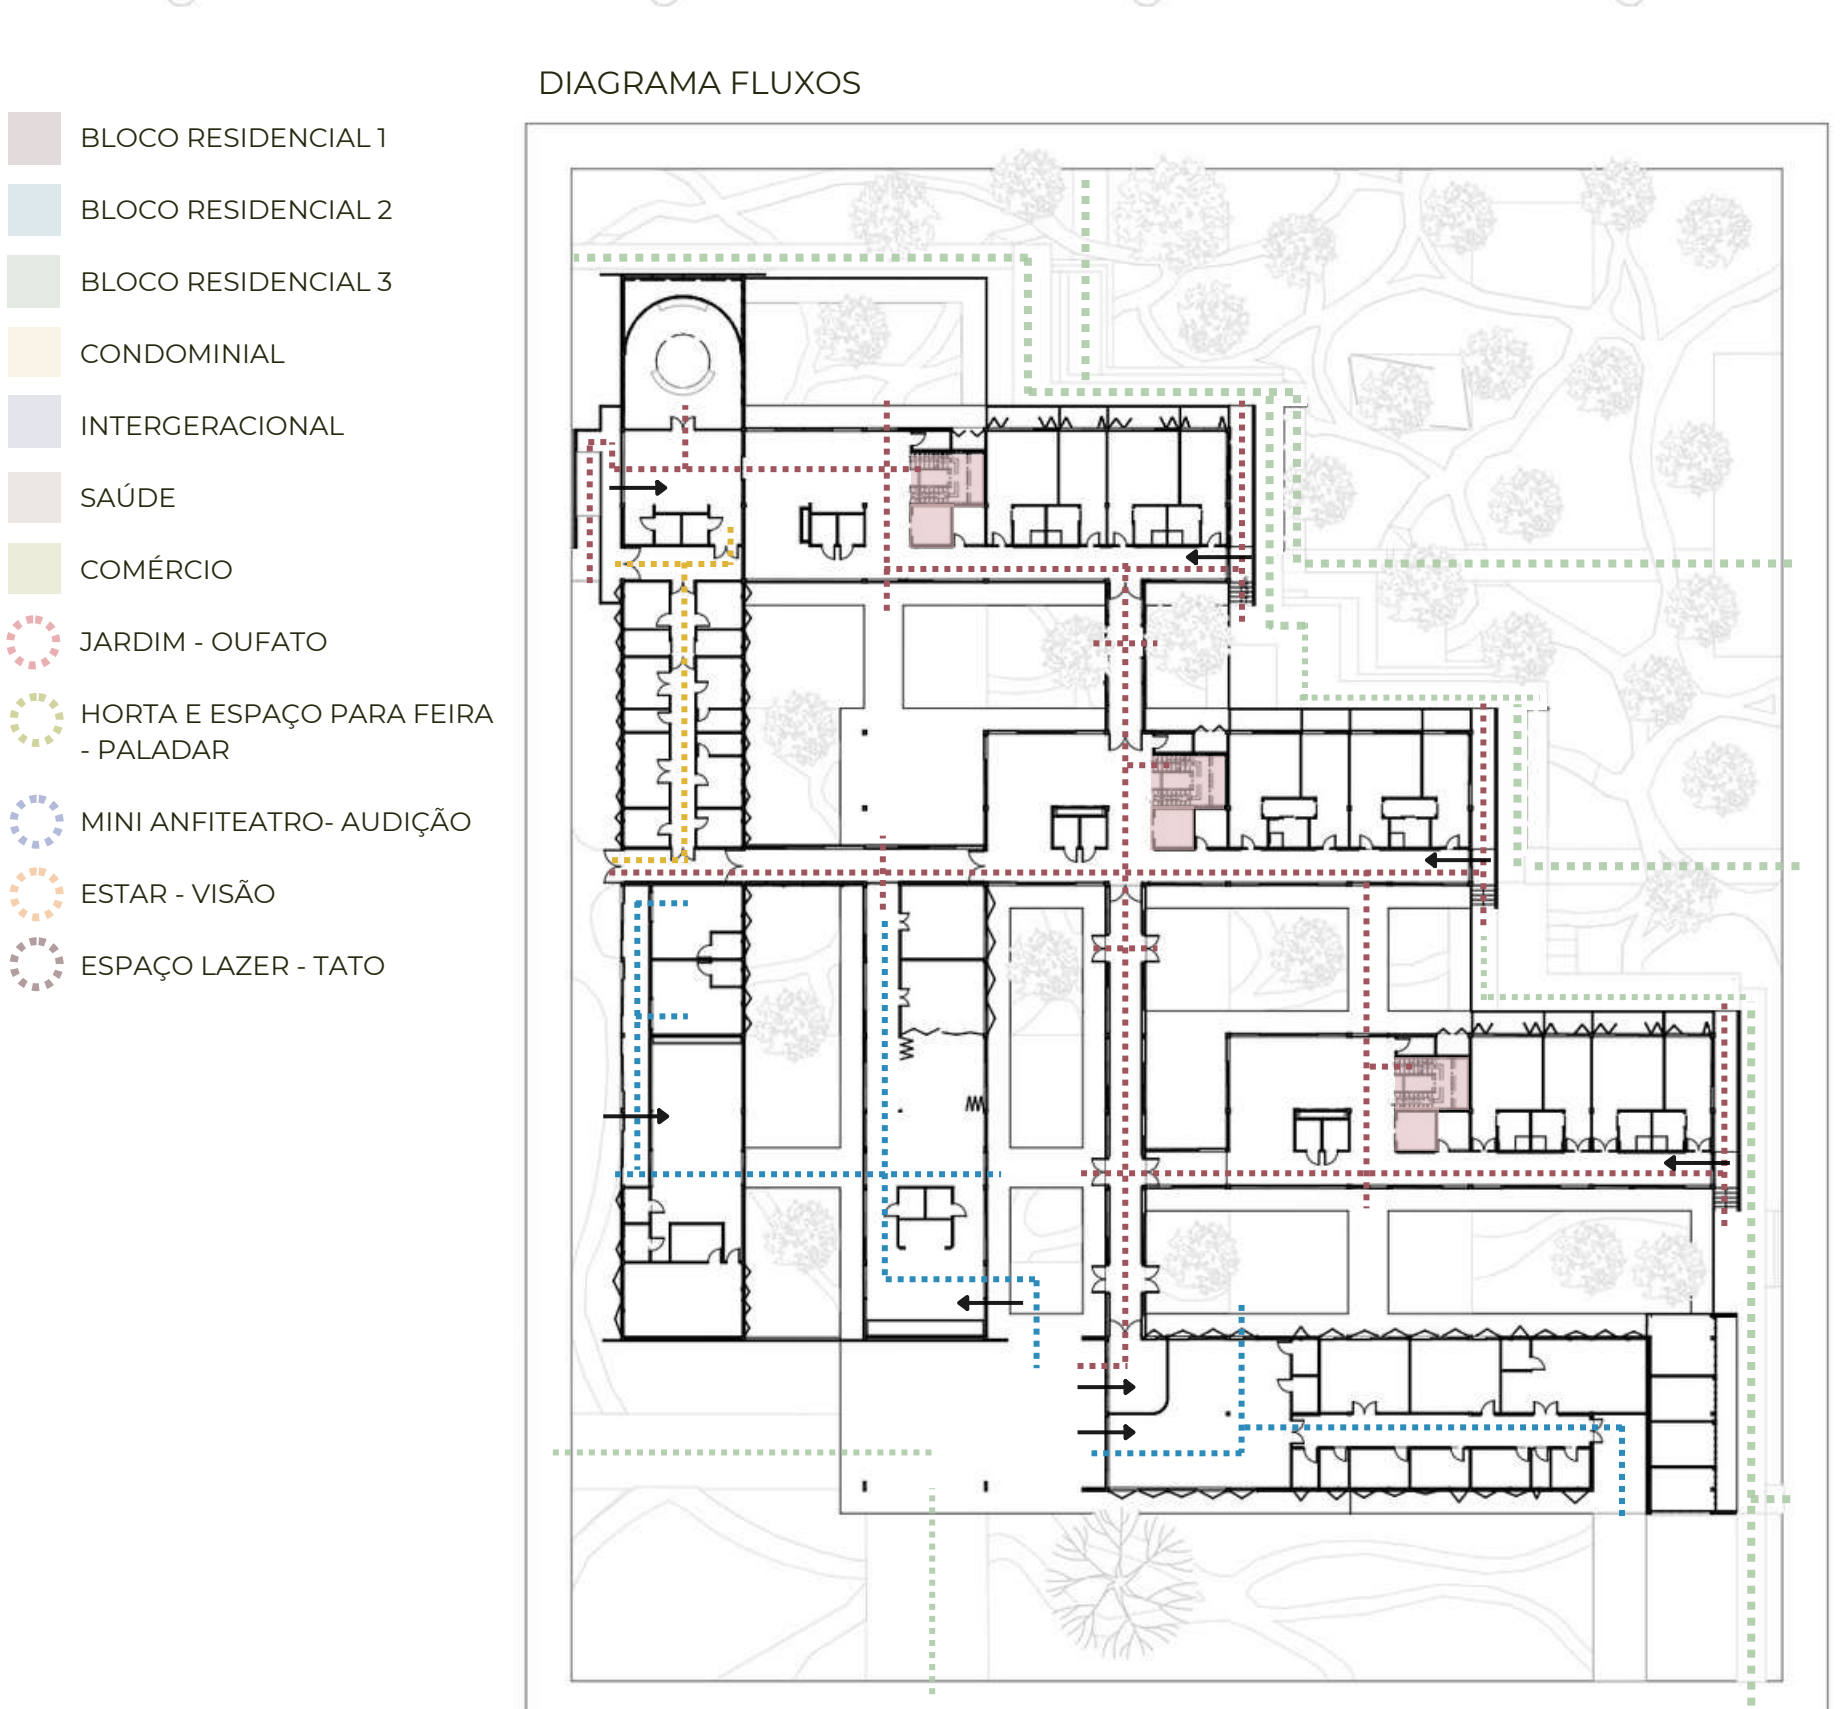 DIAGRAMA FLUXOS
BLOCO RESIDENCIAL 1
BLOCO RESIDENCIAL 2
BLOCO RESIDENCIAL 3
CONDOMINIAL
INTERGERACIONAL
SAÚDE
COMÉRCIO
JARDIM - OUFATO
HORTA E ESPAÇO PARA FEIRA
- PALADAR
MINI ANFITEATRO- AUDIÇÃO
ESTAR - VISÃO
ESPAÇO LAZER - TATO